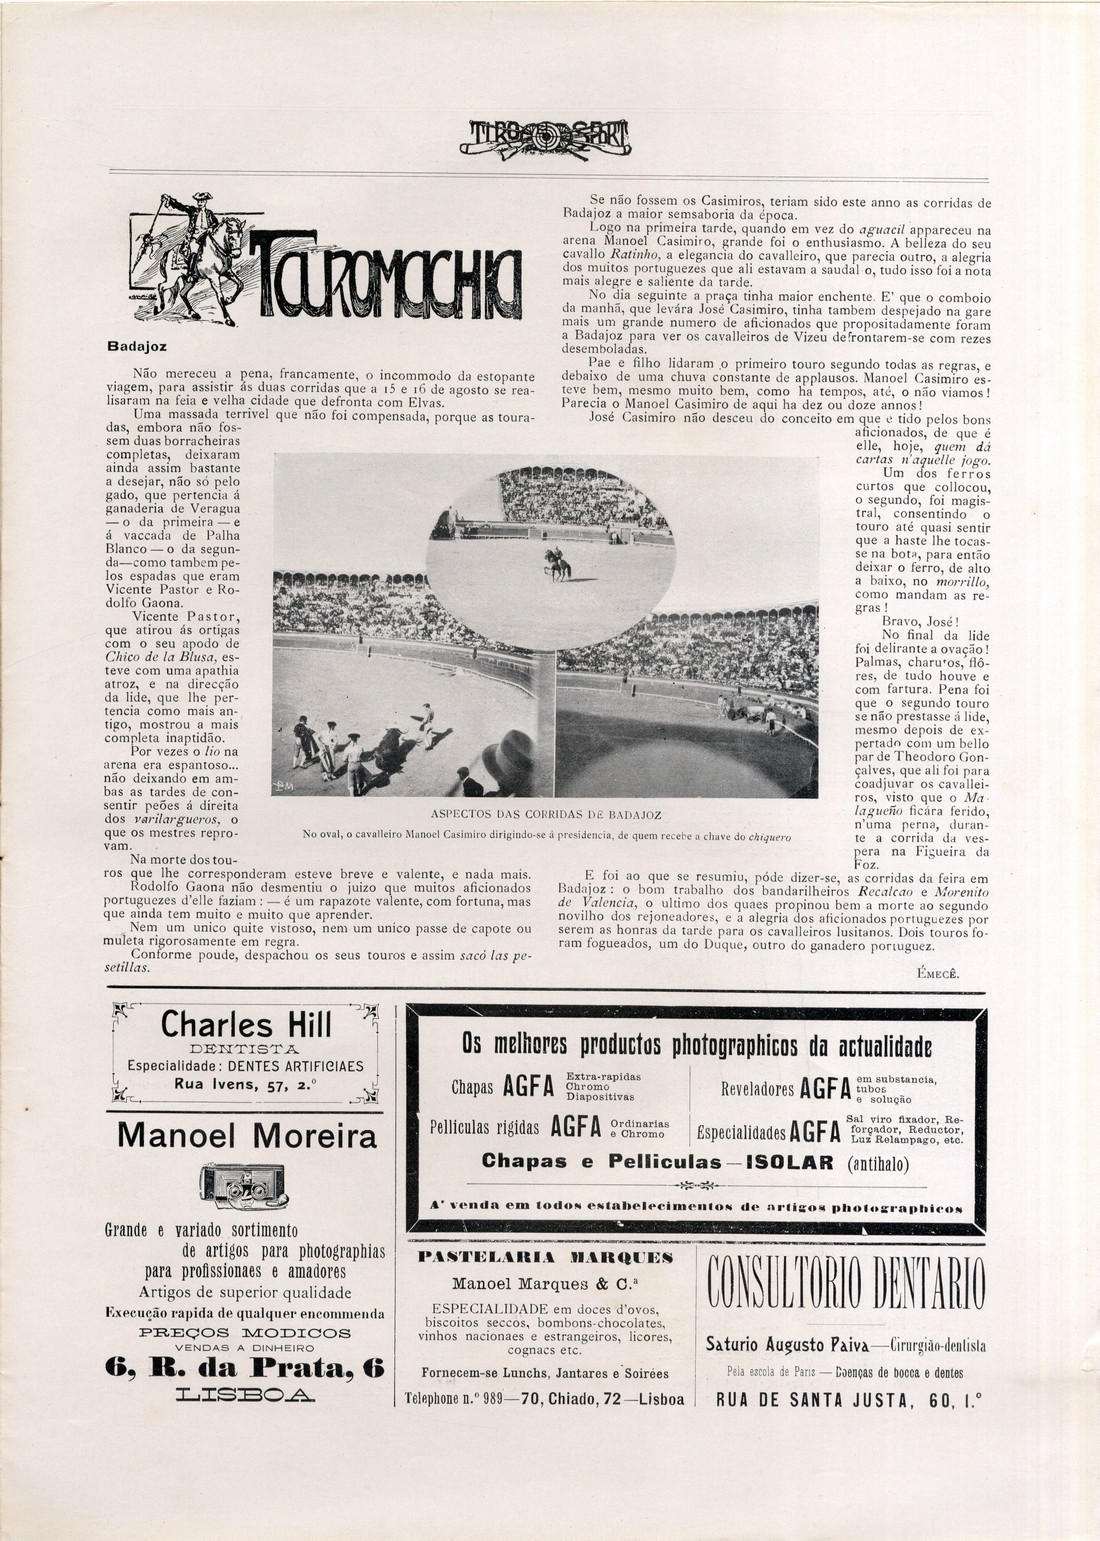 TIRO E SPORT
TAUROMACHIA
Badajoz
Não mereceu a pena, francamente, o incommodo da estopante
viagem, para assistir ás duas corridas que a 15 e 16 de agosto se rea-
lisaram na feia e velha cidade que defronta com Elvas.
Uma massada terrivel que não foi compensada, porque as toura-
das, embora não fos-
sem duas borracheiras
completas, deixaram
ainda assim bastante
a desejar, não só pelo
gado, que pertencia á
ganaderia de Veragua
— o da primeira — e
á vaccada de Palha
Blanco — o da segun-
da—como tambem pe-
los espadas que eram
Vicente Pastor e Ro-
dolfo Gaona.
Vicente Pastor,
que atirou ás ortigas
com o seu apodo de
Chico de la Blusa, es-
teve com uma apathia
atroz, e na direcção
da lide, que lhe per-
tencia como mais an-
tigo, mostrou a mais
completa inaptidão.
Por vezes o lio na
arena era espantoso...
não deixando em am-
bas as tardes de con-
sentir peões á direita
dos varilargueros, o
que os mestres repro-
vam.
Na morte dos tou-
ros que lhe corresponderam esteve breve e valente, e nada mais.
Rodolfo Gaona não desmentiu o juizo que muitos aficionados
portuguezes d'elle faziam : — é um rapazote valente, com fortuna, mas
que ainda tem muito e muito que aprender.
Nem um unico quite vistoso, nem um unico passe de capote ou
muleta rigorosamente em regra.
Conforme poude, despachou os seus touros e assim sacó las pe-
setillas.
Se não fossem os Casimiros, teriam sido este anno as corridas de
Badajoz a maior semsaboria da época.
Logo na primeira tarde, quando em vez do aguacil appareceu na
arena Manoel Casimiro, grande foi o enthusiasmo. A belleza do seu
cavallo Ratinho, a elegancia do cavalleiro, que parecia outro, a alegria
dos muitos portuguezes que ali estavam a saudal-o, tudo isso foi a nota
mais alegre e saliente da tarde.
No dia seguinte a praça tinha maior enchente. E' que o comboio
da manhã, que levára José Casimiro, tinha tambem despejado na gare
mais um grande numero de aficionados que propositadamente foram
a Badajoz para ver os cavalleiros de Vizeu defrontarem-se com rezes
desemboladas.
Pae e filho lidaram o primeiro touro segundo todas as regras, e
debaixo de uma chuva constante de applausos. Manoel Casimiro es-
teve bem, mesmo muito bem, como ha tempos, até, o não viamos !
Parecia o Manoel Casimiro de aqui ha dez ou doze annos !
José Casimiro não desceu do conceito em que e tido pelos bons
aficionados, de que é
elle, hoje, quem dá
cartas n'aquelle jogo.
Um dos ferros
curtos que collocou,
o segundo, foi magis-
tral, consentindo o
touro até quasi sentir
que a haste lhe tocas-
se na bota, para então
deixar o ferro, de alto
a baixo, no morrillo,
como mandam as re-
gras !
Bravo, José !
No final da lide
foi delirante a ovação !
Palmas, charutos, flô-
res, de tudo houve e
com fartura. Pena foi
que o segundo touro
se não prestasse á lide,
mesmo depois de ex-
pertado com um bello
par de Theodoro Gon-
çalves, que ali foi para
coadjuvar os cavallei-
ros, visto que o Ma-
lagueño ficára ferido,
n'uma perna, duran-
te a corrida da ves-
pera na Figueira da
Foz.
E foi ao que se resumiu, póde dizer-se, as corridas da feira em
Badajoz : o bom trabalho dos bandarilheiros Recalcao e Morenito
de Valencia, o ultimo dos quaes propinou bem a morte ao segundo
novilho dos rejoneadores, e a alegria dos aficionados portuguezes por
serem as honras da tarde para os cavalleiros lusitanos. Dois touros fo-
ram fogueados, um do Duque, outro do ganadero portuguez.
ÉMECÊ.
ASPECTOS DAS CORRIDAS DE BADAJOZ
No oval, o cavalleiro Manoel Casimiro dirigindo-se á presidencia, de quem recebe a chave do chiquero
Charles Hill
DENTISTA
Especialidade: DENTES ARTIFICIAES
Rua Ivens, 57, 2.º
Manoel Moreira
Grande e variado sortimento
de artigos para photographias
para profissionaes e amadores
Artigos de superior qualidade
Execução rapida de qualquer encommenda
PREÇOS MODICOS
VENDAS A DINHEIRO
6, R. da Prata, 6
LISBOA
Os melhores productos photographicos da actualidade
Chapas AGFA Extra-rapidas
Chromo
Diapositivas
Reveladores AGFA em substancia,
tubos
e solução
Pelliculas rigidas AGFA Ordinarias
e Chromo
Especialidades AGFA Sal viro fixador, Re-
forçador, Reductor,
Luz Relampago, etc.
Chapas e Pelliculas—ISOLAR (antihalo)
A' venda em todos estabelecimentos de artigos photographicos
PASTELARIA MARQUES
Manoel Marques & C.ª
ESPECIALIDADE em doces d'ovos,
biscoitos seccos, bombons-chocolates,
vinhos nacionaes e estrangeiros, licores,
cognacs etc.
Fornecem-se Lunchs, Jantares e Soirées
Telephone n.º 989—70, Chiado, 72—Lisboa
CONSULTORIO DENTARIO
Saturio Augusto Paiva—Cirurgião-dentista
Pela escola de Paris — Doenças de bocca e dentes
RUA DE SANTA JUSTA, 60, 1.º